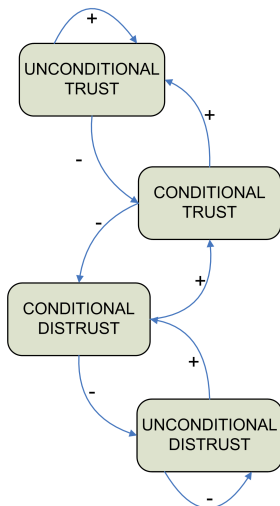 +
UNCONDITIONAL
TRUST
-
+
CONDITIONAL
TRUST
-
CONDITIONAL
DISTRUST
+
-
+
UNCONDITIONAL
DISTRUST
-